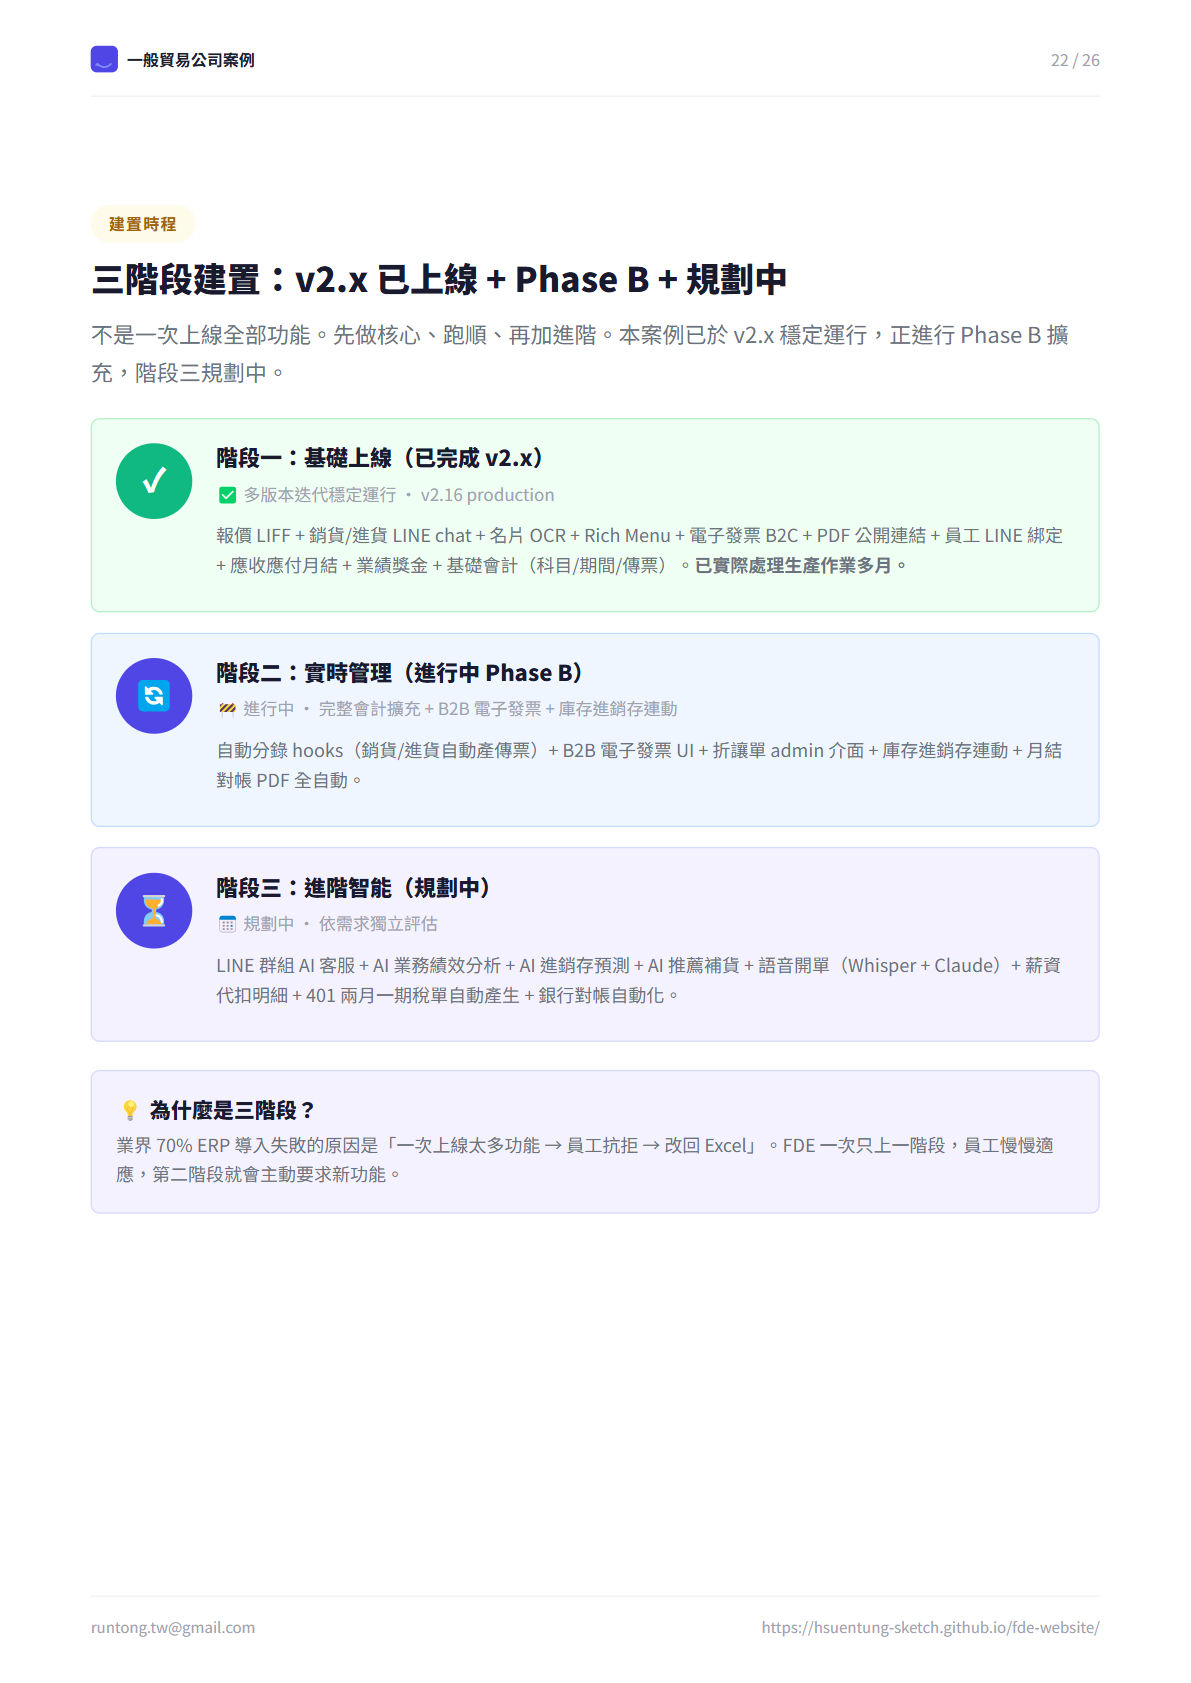 一般貿易公司案例
22 / 26
建置時程
三階段建置：v2.x 已上線 + Phase B + 規劃中
不是一次上線全部功能。先做核心、跑順、再加進階。本案例已於 v2.x 穩定運行，正進行 Phase B 擴
充，階段三規劃中。
階段一：基礎上線（已完成 v2.x）
✅ 多版本迭代穩定運行 · v2.16 production
報價 LIFF + 銷貨/進貨 LINE chat + 名片 OCR + Rich Menu + 電子發票 B2C + PDF 公開連結 + 員工 LINE 綁定
+ 應收應付月結 + 業績獎金 + 基礎會計（科目/期間/傳票）。已實際處理生產作業多月。
階段二：實時管理（進行中 Phase B）
🚧 進行中 · 完整會計擴充 + B2B 電子發票 + 庫存進銷存連動
自動分錄 hooks（銷貨/進貨自動產傳票）+ B2B 電子發票 UI + 折讓單 admin 介面 + 庫存進銷存連動 + 月結
對帳 PDF 全自動。
階段三：進階智能（規劃中）
📅 規劃中 · 依需求獨立評估
LINE 群組 AI 客服 + AI 業務績效分析 + AI 進銷存預測 + AI 推薦補貨 + 語音開單（Whisper + Claude）+ 薪資
代扣明細 + 401 兩月一期稅單自動產生 + 銀行對帳自動化。
💡 為什麼是三階段？
業界 70% ERP 導入失敗的原因是「一次上線太多功能 → 員工抗拒 → 改回 Excel」。FDE 一次只上一階段，員工慢慢適
應，第二階段就會主動要求新功能。
runtong.tw@gmail.com
https://hsuentung-sketch.github.io/fde-website/